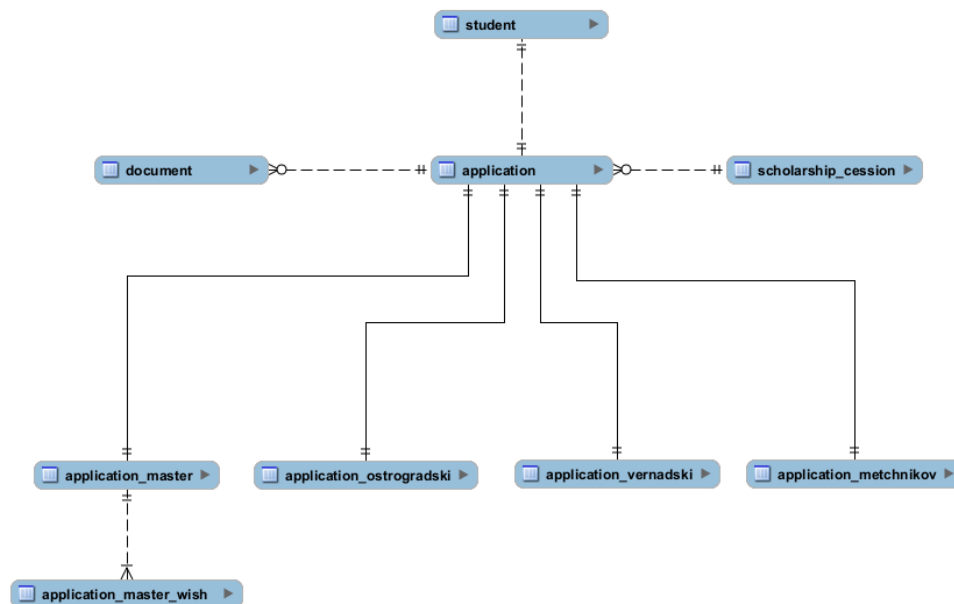 student
document
application
scholarship_cession
application_master
application_ostrogradski
application_vernadski
application_metchnikov
application_master_wish